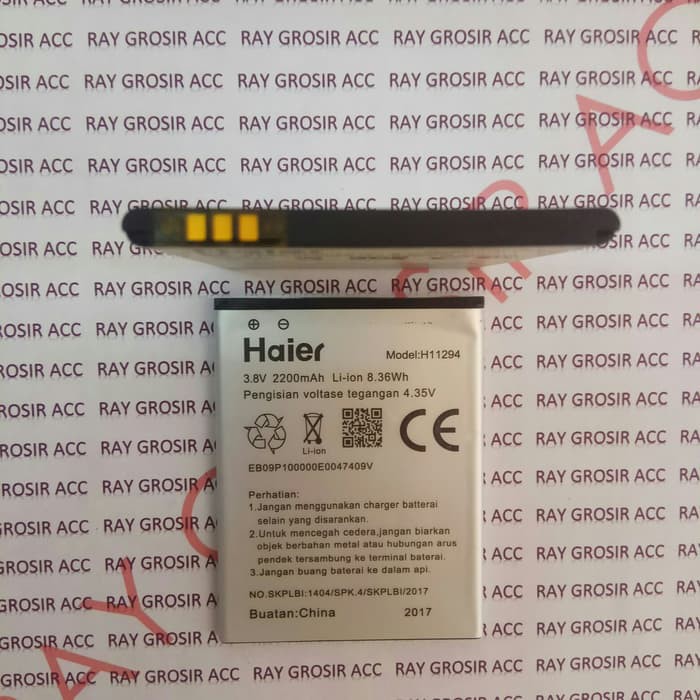 RAY GROSIR ACC
Haier
Model:H11294
3.8V 2200mAh Li-ion 8.36Wh
Pengisian voltase tegangan 4.35V
Li-ion
CE
EB09P100000E0047409V
Perhatian:
1.Jangan menggunakan charger batterai
selain yang disarankan.
2.Untuk mencegah cedera,jangan biarkan
objek berbahan metal atau hubungan arus
pendek tersambung ke terminal baterai.
3.Jangan buang baterai ke dalam api.
NO.SKPLBI:1404/SPK.4/SKPLBI/2017
Buatan:China 2017